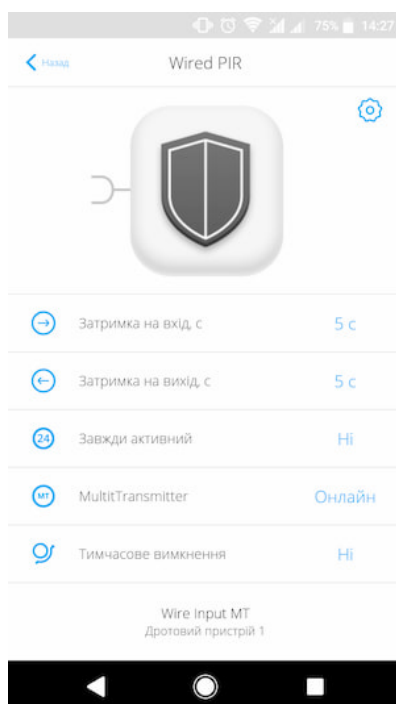 75% 14:27
Назад Wired PIR
Затримка на вхід, с 5 с
Затримка на вихід, с 5 с
24 Завжди активний Ні
MT MultitTransmitter Онлайн
Тимчасове вимкнення Ні
Wire Input MT
Дротовий пристрій 1